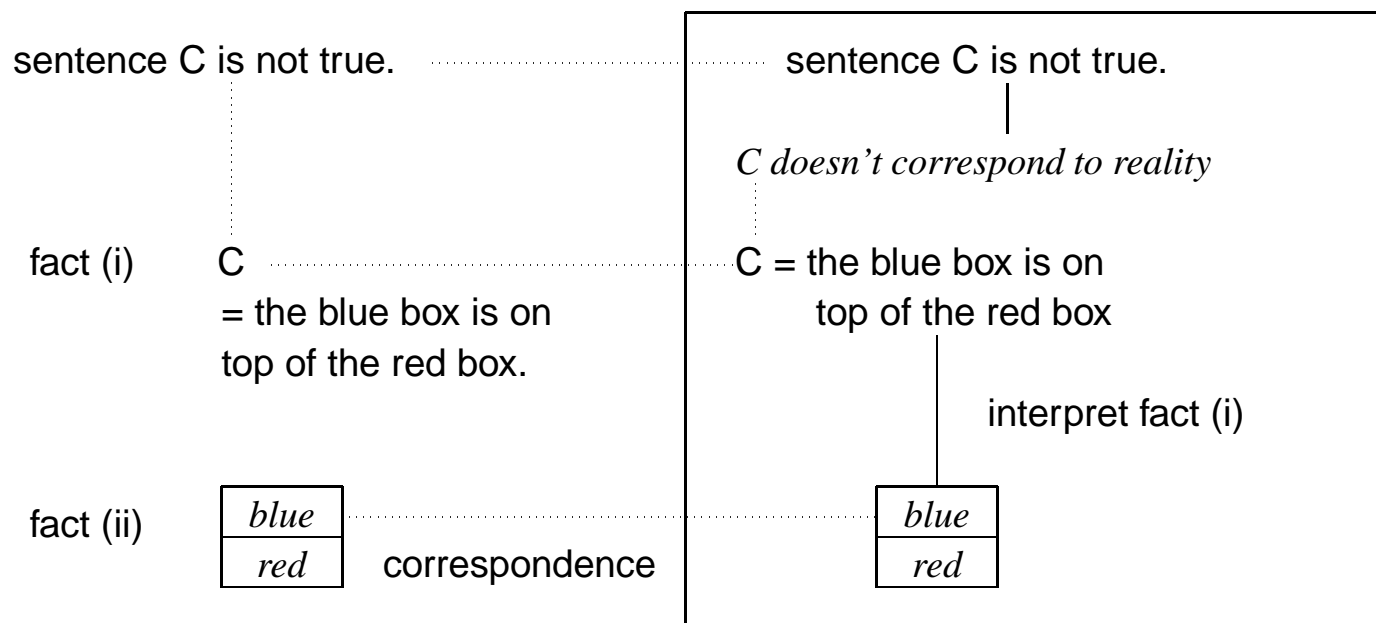 sentence C is not true.
sentence C is not true.
C doesn't correspond to reality
fact (i)
C
C = the blue box is on
= the blue box is on
top of the red box
top of the red box.
interpret fact (i)
fact (ii)
blue
blue
red
correspondence
red